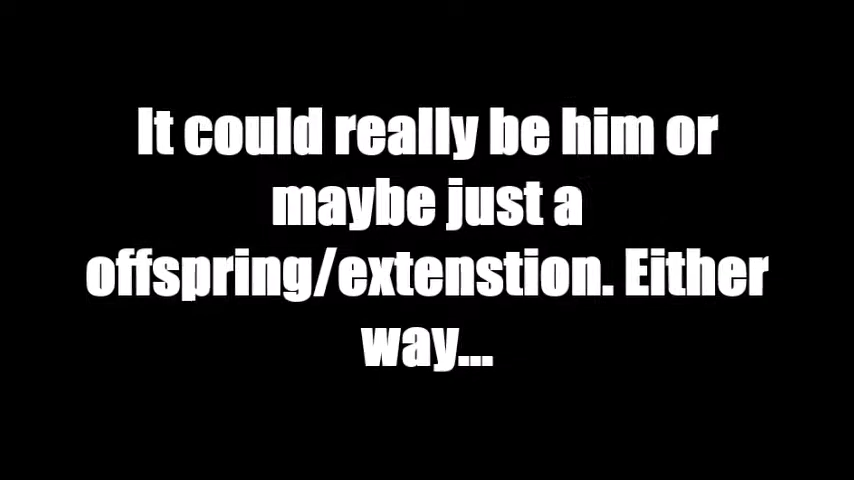 It could really be him or
maybe just a
offspring/extenstion. Either
way...